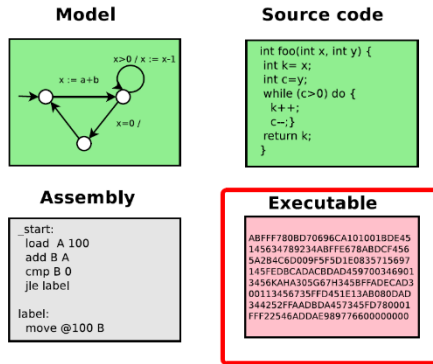 Model
x>0 / x := x-1
x := a+b
x=0 /
Source code
int foo(int x, int y) {
int k= x;
int c=y;
while (c>0) do {
k++;
c--;}
return k;
}
Assembly
_start:
load A 100
add B A
cmp B 0
jle label
label:
move @100 B
Executable
ABFFF780BD70696CA101001BDE45
145634789234ABFFE678ABDCF456
5A2B4C6D009F5F5D1E0835715697
145FEDBCADACBDAD459700346901
3456KAHA305G67H345BFFADECAD3
00113456735FFD451E13AB080DAD
344252FFAADBDA457345FD780001
FFF22546ADDAE989776600000000